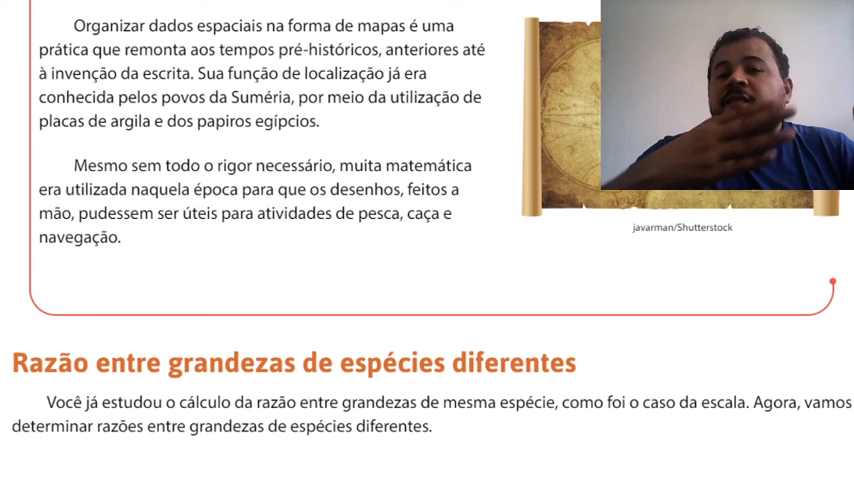 Organizar dados espaciais na forma de mapas é uma
prática que remonta aos tempos pré-históricos, anteriores até
à invenção da escrita. Sua função de localização já era
conhecida pelos povos da Suméria, por meio da utilização de
placas de argila e dos papiros egípcios.
Mesmo sem todo o rigor necessário, muita matemática
era utilizada naquela época para que os desenhos, feitos a
mão, pudessem ser úteis para atividades de pesca, caça e
navegação.
javarman/Shutterstock
Razão entre grandezas de espécies diferentes
Você já estudou o cálculo da razão entre grandezas de mesma espécie, como foi o caso da escala. Agora, vamos
determinar razões entre grandezas de espécies diferentes.